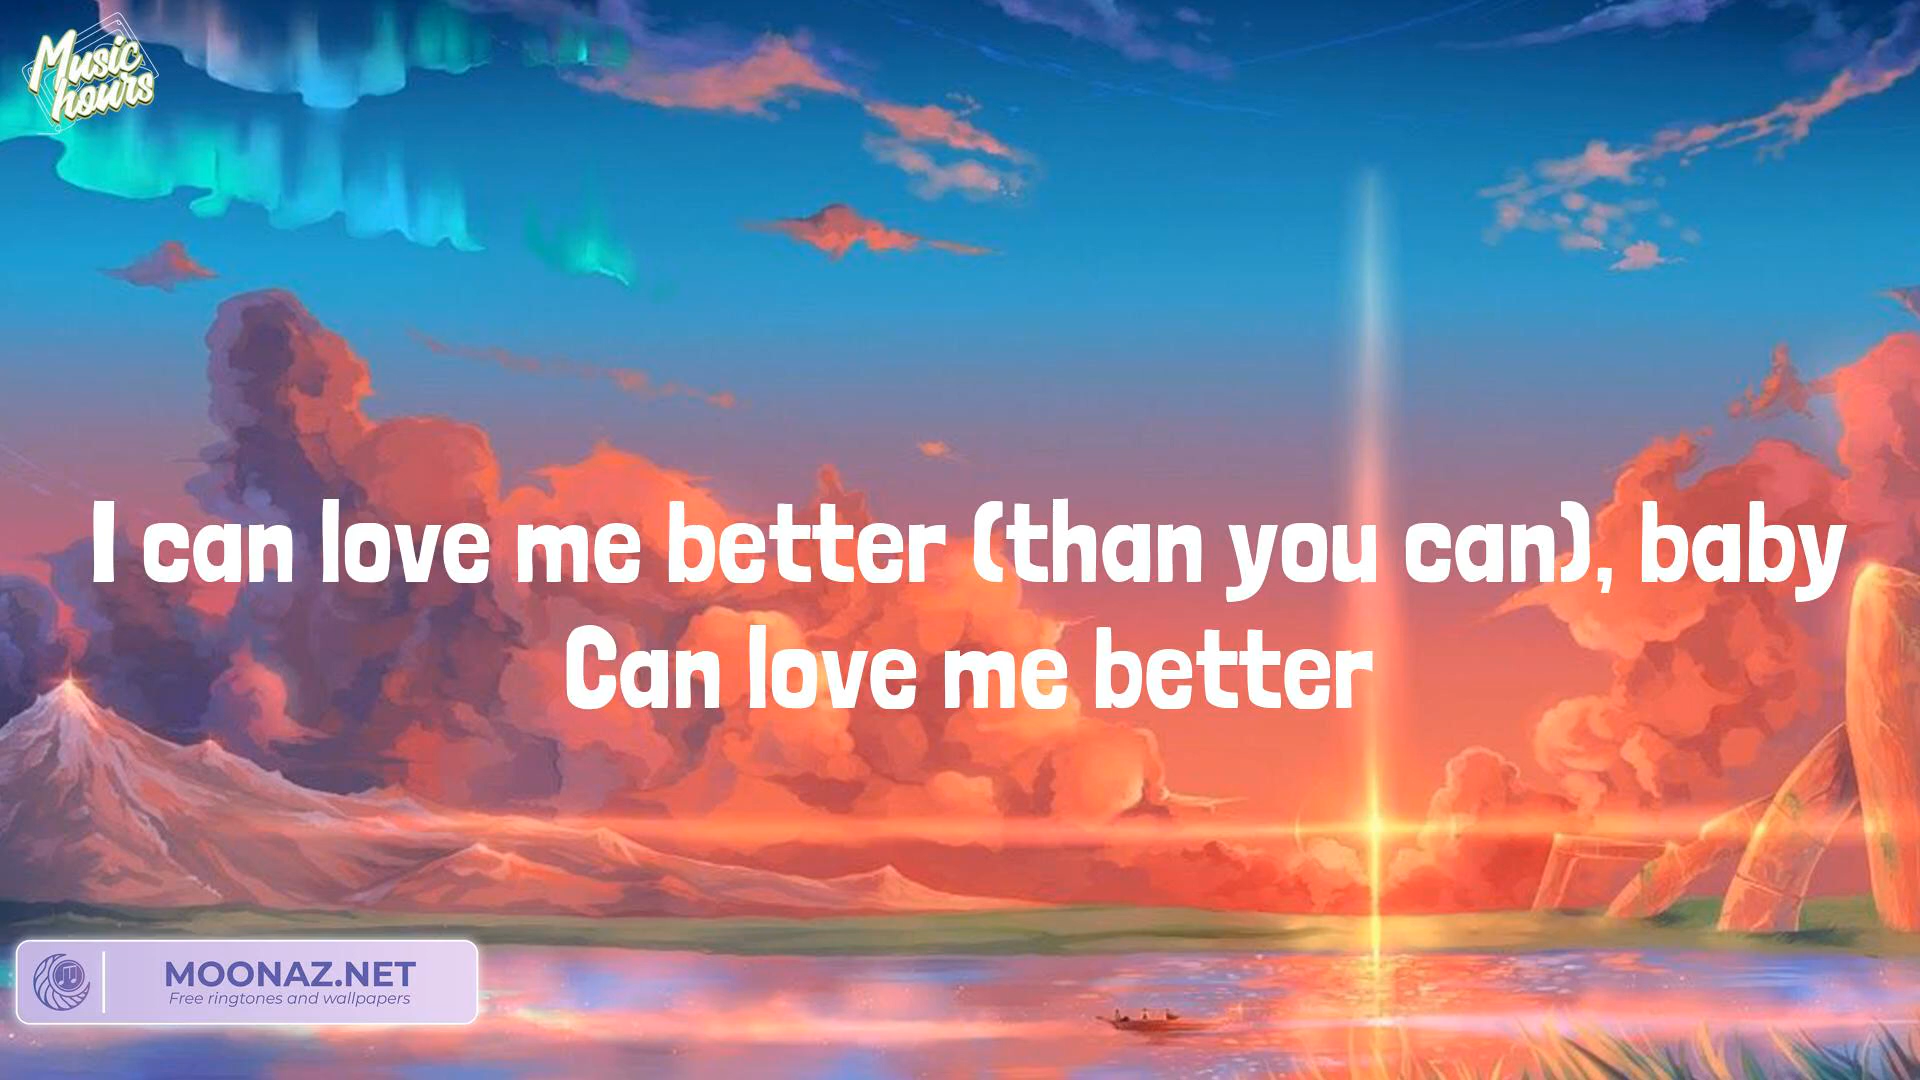 Music
hours
I can love me better (than you can), baby
Can love me better
MOONAZ.NET
Free ringtones and wallpapers